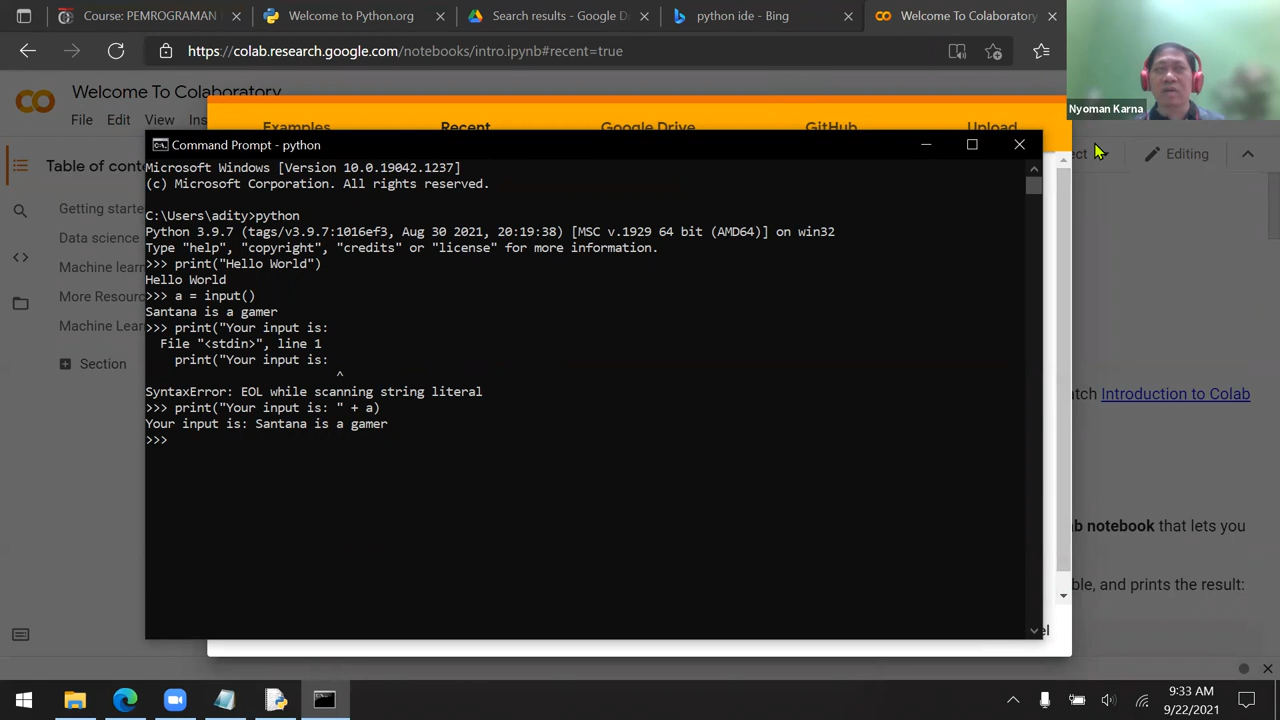 Course: PEMROGRAMAN
Welcome to Python.org
Search results - Google D
python ide - Bing
Welcome To Colaboratory
https://colab.research.google.com/notebooks/intro.ipynb#recent=true
Nyoman Karna
Welcome To Colaboratory
File Edit View Ins
Examples Recent Google Drive GitHub Upload
Table of conte
Editing
Command Prompt - python
Microsoft Windows [Version 10.0.19042.1237]
(c) Microsoft Corporation. All rights reserved.
C:\Users\adity>python
Python 3.9.7 (tags/v3.9.7:1016ef3, Aug 30 2021, 20:19:38) [MSC v.1929 64 bit (AMD64)] on win32
Type "help", "copyright", "credits" or "license" for more information.
>>> print("Hello World")
Hello World
>>> a = input()
Santana is a gamer
>>> print("Your input is:
File "<stdin>", line 1
print("Your input is:
^
SyntaxError: EOL while scanning string literal
>>> print("Your input is: " + a)
Your input is: Santana is a gamer
>>>
Getting starte
Data science
Machine learn
More Resourc
Machine Lear
Section
atch Introduction to Colab
b notebook that lets you
ble, and prints the result:
el
9:33 AM
9/22/2021